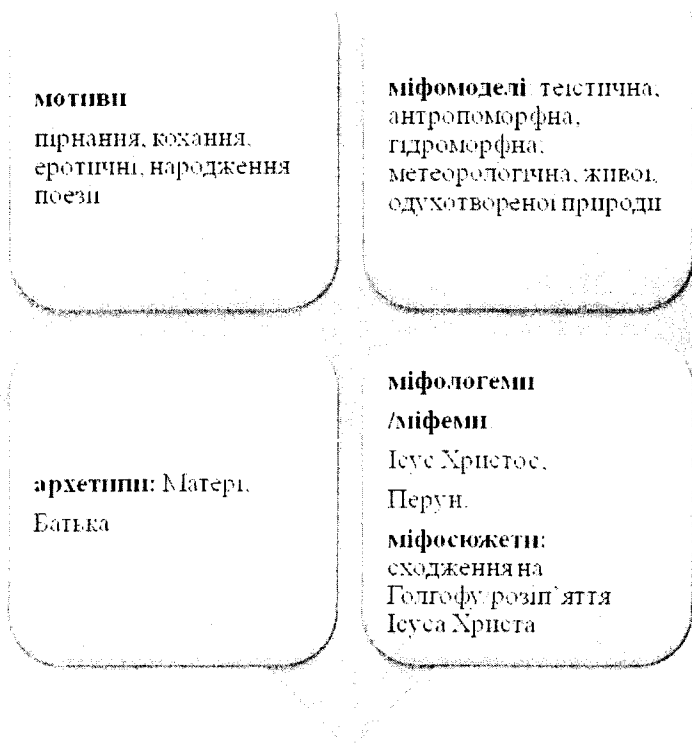 мотиви
пірнання, кохання,
еротичні, народження
поезії
міфомоделі: теїстична,
антропоморфна,
гідроморфна,
метеорологічна, живої,
одухотвореної природи
архетипи: Матері,
Батька
міфологеми
/міфеми
Ісус Христос,
Перун.
міфосюжети:
сходження на
Голгофу, розіп`яття
Ісуса Христа